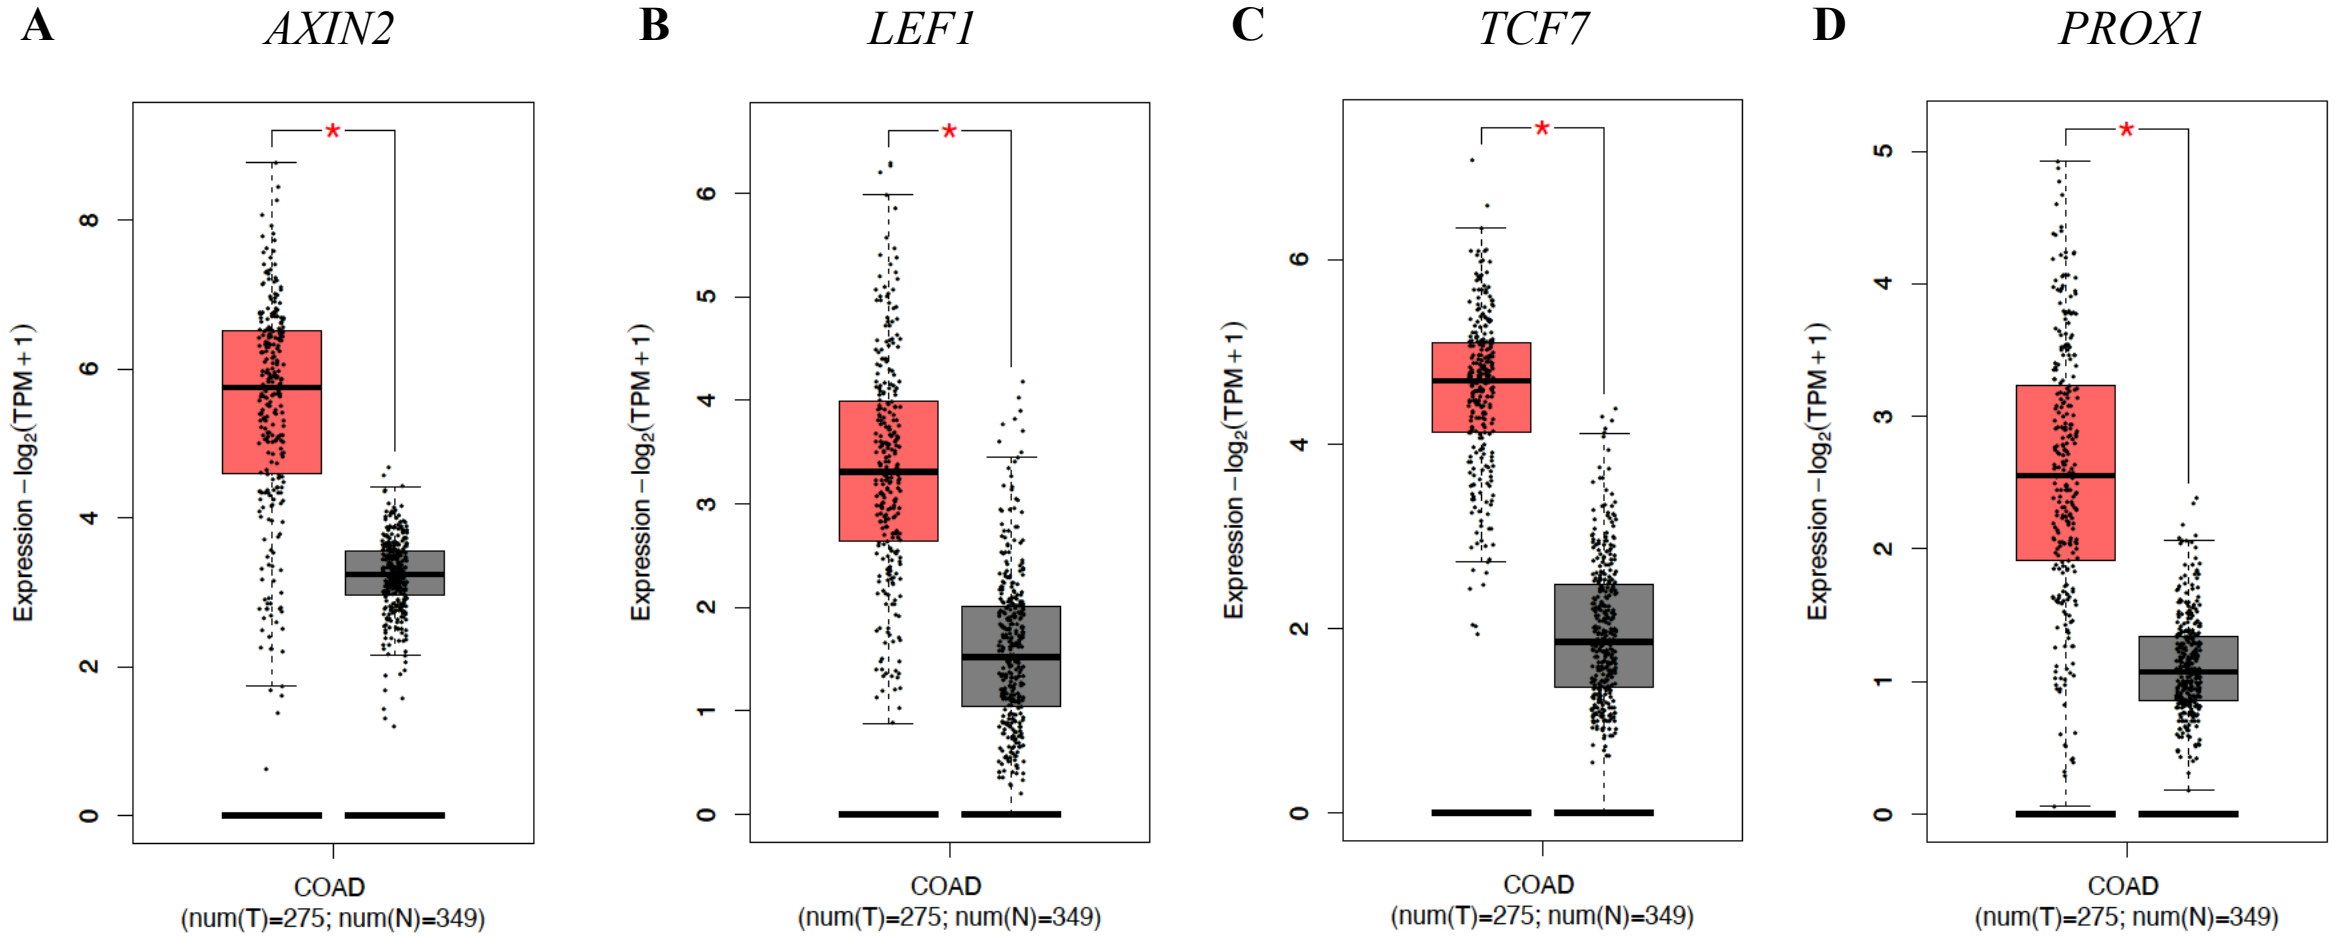 A
AXIN2
Expression – log₂(TPM + 1)
0
2
4
6
8
*
COAD
(num(T)=275; num(N)=349)
B
LEF1
Expression – log₂(TPM + 1)
0
1
2
3
4
5
6
*
COAD
(num(T)=275; num(N)=349)
C
TCF7
Expression – log₂(TPM + 1)
0
2
4
6
*
COAD
(num(T)=275; num(N)=349)
D
PROX1
Expression – log₂(TPM + 1)
0
1
2
3
4
5
*
COAD
(num(T)=275; num(N)=349)